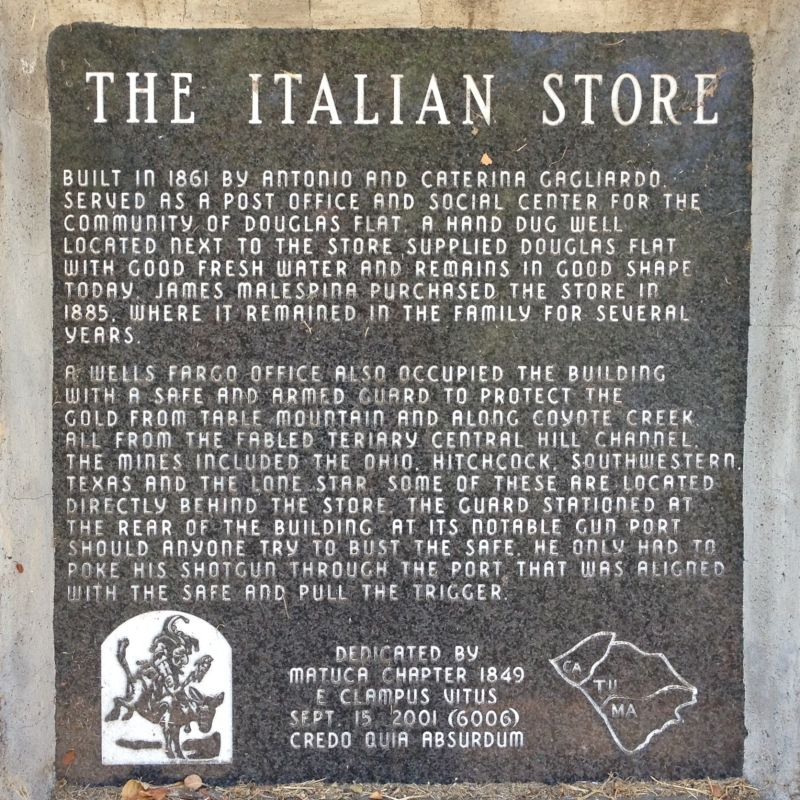 THE ITALIAN STORE
BUILT IN 1861 BY ANTONIO AND CATERINA GAGLIARDO.
SERVED AS A POST OFFICE AND SOCIAL CENTER FOR THE
COMMUNITY OF DOUGLAS FLAT. A HAND DUG WELL
LOCATED NEXT TO THE STORE SUPPLIED DOUGLAS FLAT
WITH GOOD FRESH WATER AND REMAINS IN GOOD SHAPE
TODAY. JAMES MALESPINA PURCHASED THE STORE IN
1885, WHERE IT REMAINED IN THE FAMILY FOR SEVERAL
YEARS.
A WELLS FARGO OFFICE ALSO OCCUPIED THE BUILDING
WITH A SAFE AND ARMED GUARD TO PROTECT THE
GOLD FROM TABLE MOUNTAIN AND ALONG COYOTE CREEK.
ALL FROM THE FABLED TERIARY CENTRAL HILL CHANNEL.
THE MINES INCLUDED THE OHIO, HITCHCOCK, SOUTHWESTERN,
TEXAS AND THE LONE STAR. SOME OF THESE ARE LOCATED
DIRECTLY BEHIND THE STORE. THE GUARD STATIONED AT
THE REAR OF THE BUILDING, AT ITS NOTABLE GUN PORT
SHOULD ANYONE TRY TO BUST THE SAFE, HE ONLY HAD TO
POKE HIS SHOTGUN THROUGH THE PORT THAT WAS ALIGNED
WITH THE SAFE AND PULL THE TRIGGER.
DEDICATED BY
MATUCA CHAPTER 1849
E CLAMPUS VITUS
SEPT. 15, 2001 (6006)
CREDO QUIA ABSURDUM
CA
TU
MA